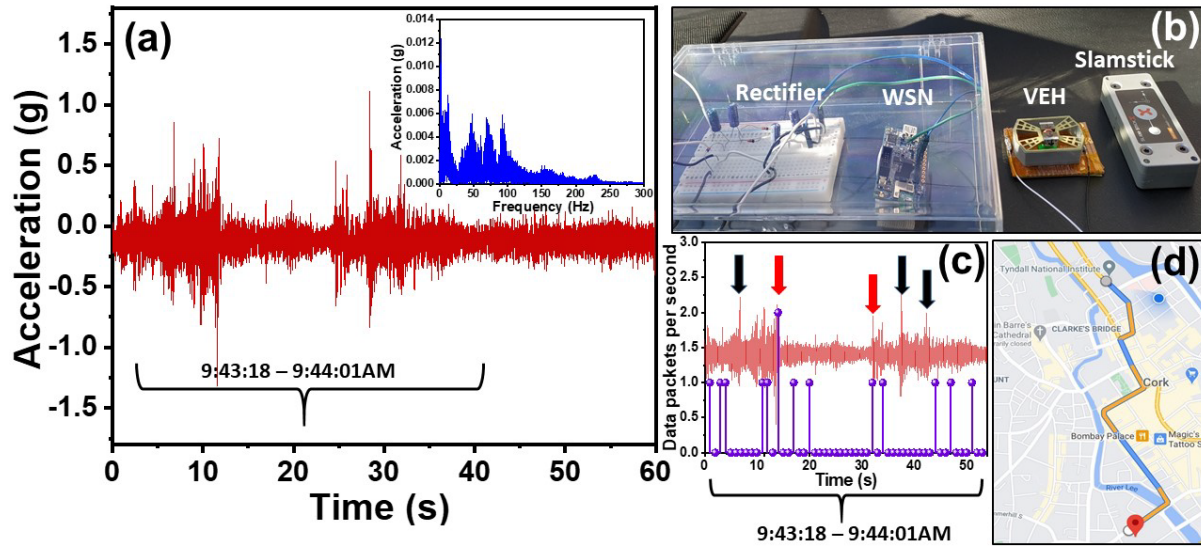 (a)
Acceleration (g)
1.5
1.0
0.5
0.0
-0.5
-1.0
-1.5
0 10 20 30 40 50 60
Time (s)
9:43:18 – 9:44:01AM
Acceleration (g)
0.014
0.012
0.010
0.008
0.006
0.004
0.002
0.000
0 50 100 150 200 250 300
Frequency (Hz)
(b)
Slamstick
Rectifier
WSN
VEH
(c)
Data packets per second
3.0
2.5
2.0
1.5
1.0
0.5
0.0
0 10 20 30 40 50
Time (s)
9:43:18 – 9:44:01AM
(d)
Tyndall National Institute
Barre's
Cathedral
CLARKE'S BRIDGE
Cork
Bombay Palace
Magic's
Tattoo S
River Lee